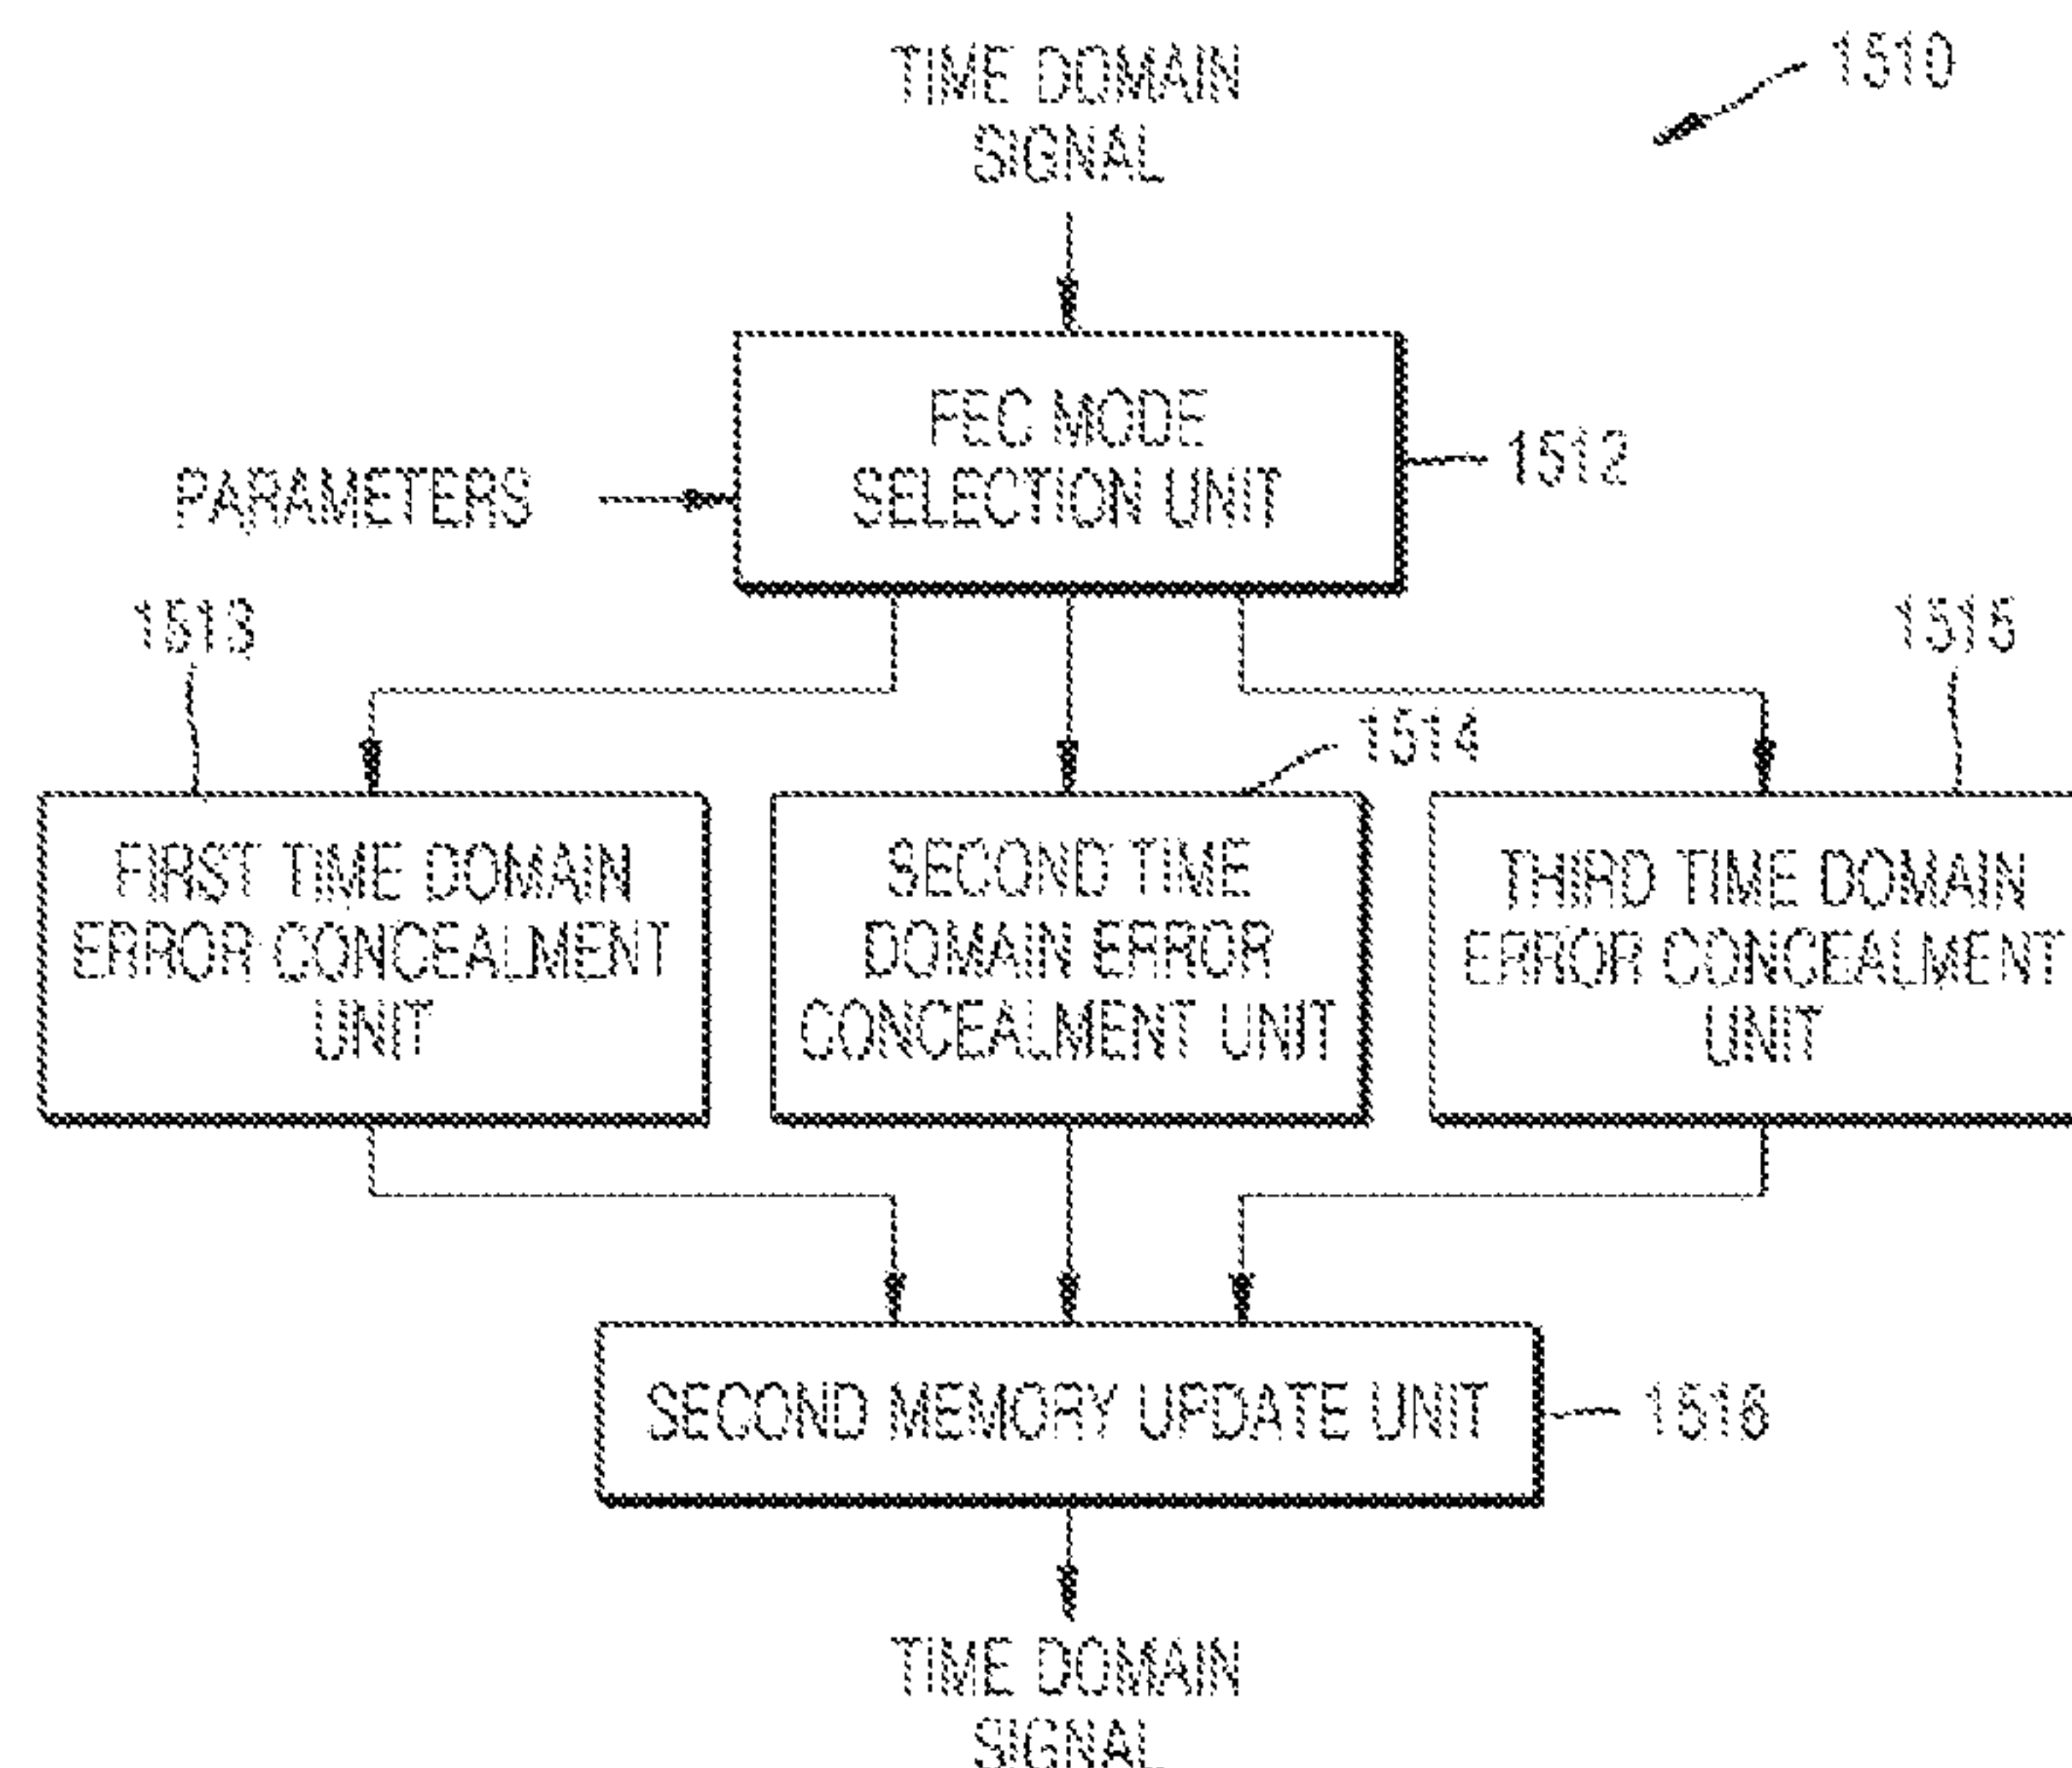 TIME DOMAIN
SIGNAL
1510
FEC MODE
SELECTION UNIT
1512
PARAMETERS
1513
1515
1514
FIRST TIME DOMAIN
ERROR CONCEALMENT
UNIT
SECOND TIME
DOMAIN ERROR
CONCEALMENT UNIT
THIRD TIME DOMAIN
ERROR CONCEALMENT
UNIT
SECOND MEMORY UPDATE UNIT
1516
TIME DOMAIN
SIGNAL